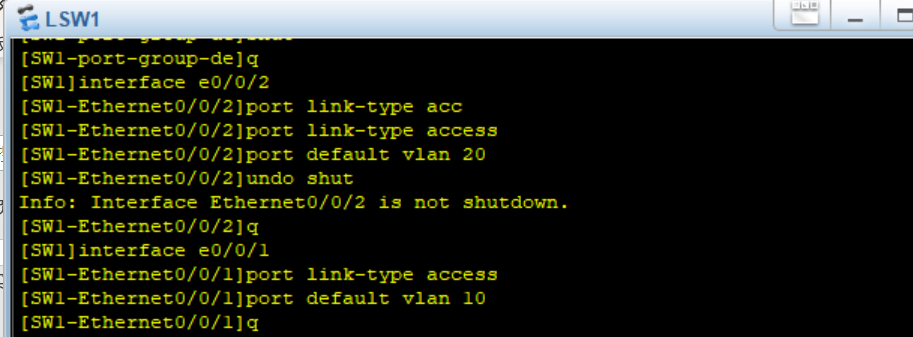 LSW1
[SW1-port-group-de]q
[SW1]interface e0/0/2
[SW1-Ethernet0/0/2]port link-type acc
[SW1-Ethernet0/0/2]port link-type access
[SW1-Ethernet0/0/2]port default vlan 20
[SW1-Ethernet0/0/2]undo shut
Info: Interface Ethernet0/0/2 is not shutdown.
[SW1-Ethernet0/0/2]q
[SW1]interface e0/0/1
[SW1-Ethernet0/0/1]port link-type access
[SW1-Ethernet0/0/1]port default vlan 10
[SW1-Ethernet0/0/1]q